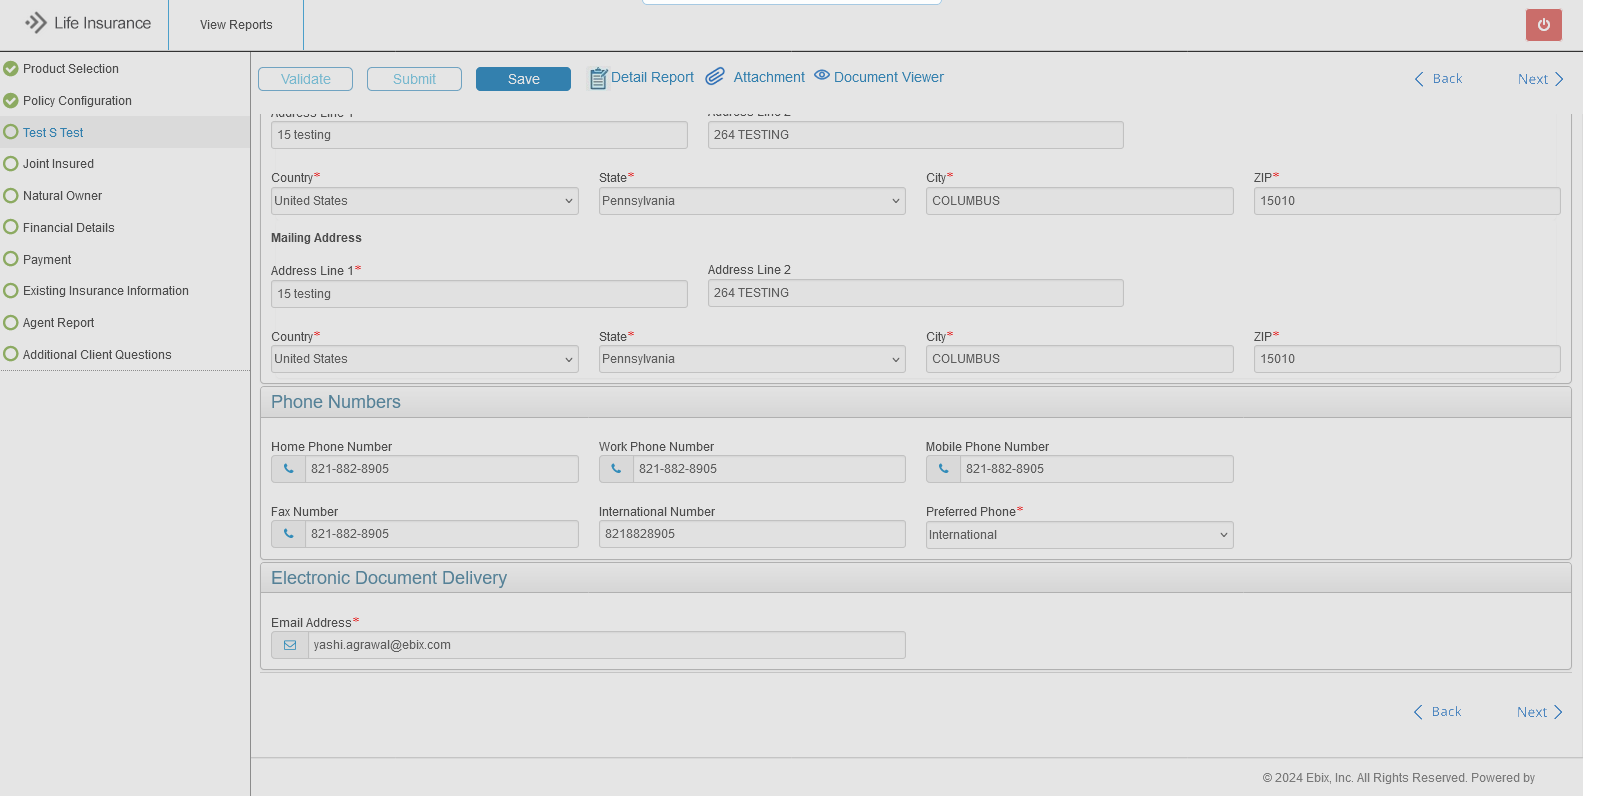 Life Insurance
View Reports
Product Selection
Policy Configuration
Test S Test
Joint Insured
Natural Owner
Financial Details
Payment
Existing Insurance Information
Agent Report
Additional Client Questions
Validate Submit Save Detail Report Attachment Document Viewer Back Next
Address Line 1 Address Line 2
15 testing 264 TESTING
Country* State* City* ZIP*
United States Pennsylvania COLUMBUS 15010
Mailing Address
Address Line 1* Address Line 2
15 testing 264 TESTING
Country* State* City* ZIP*
United States Pennsylvania COLUMBUS 15010
Phone Numbers
Home Phone Number Work Phone Number Mobile Phone Number
821-882-8905 821-882-8905 821-882-8905
Fax Number International Number Preferred Phone*
821-882-8905 8218828905 International
Electronic Document Delivery
Email Address*
yashi.agrawal@ebix.com
Back Next
© 2024 Ebix, Inc. All Rights Reserved. Powered by